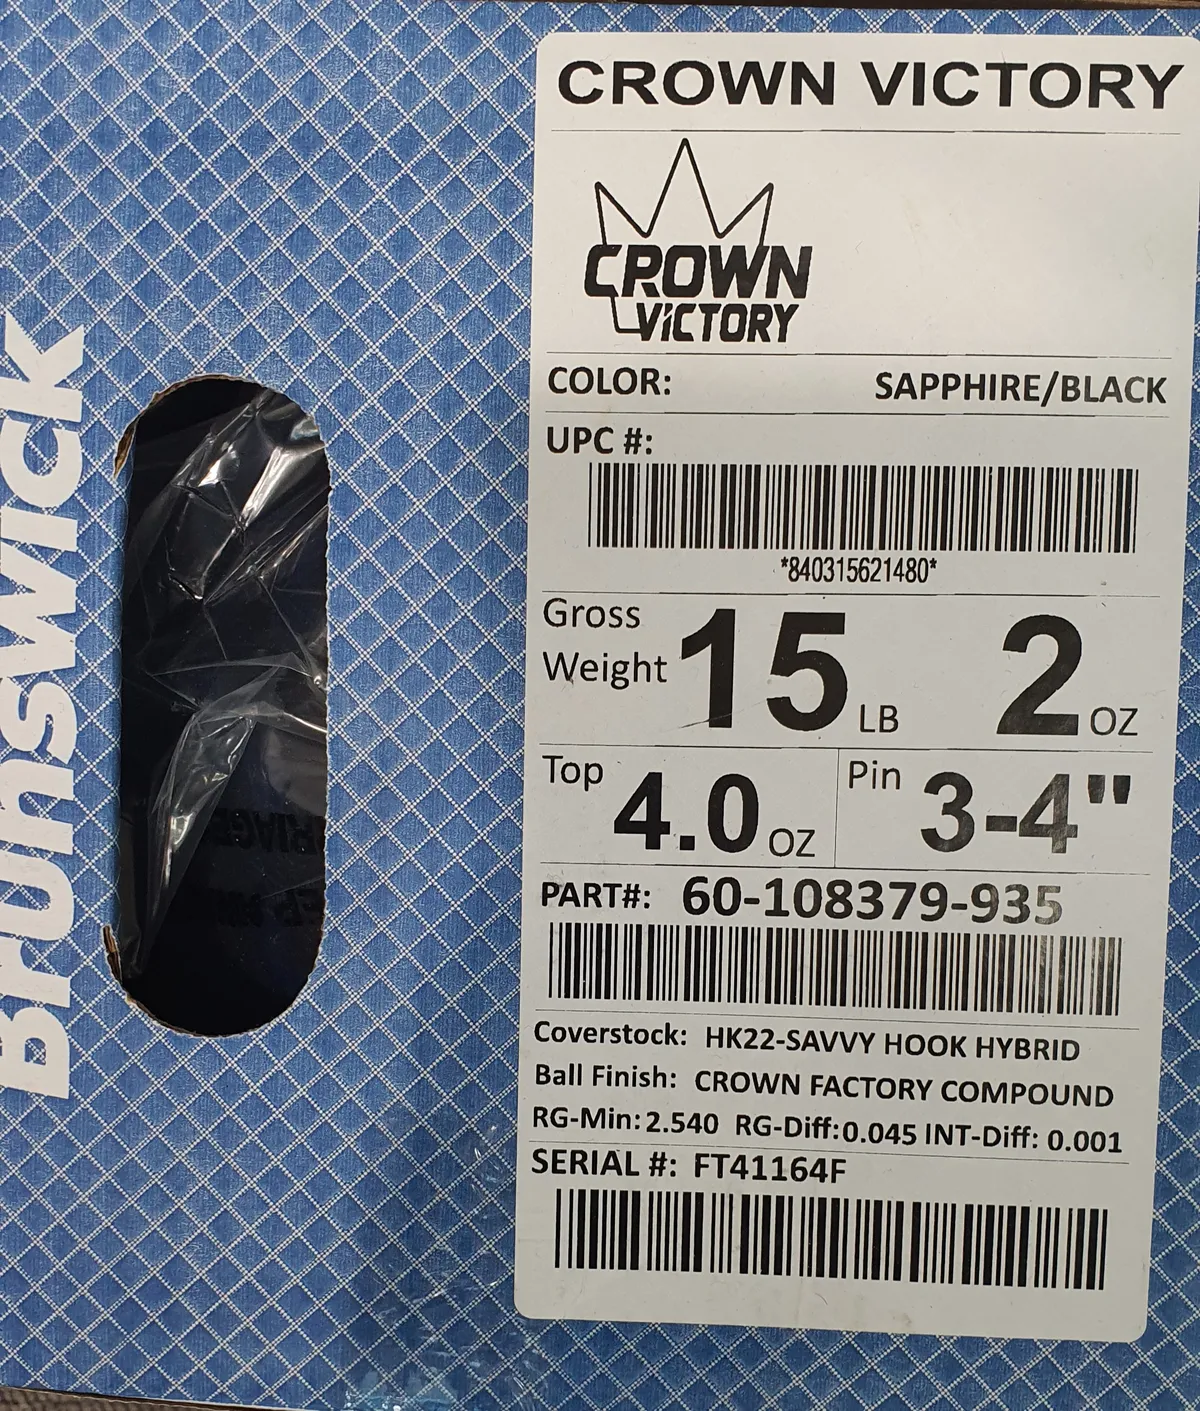 Brunswick
CROWN VICTORY
CROWN
VICTORY
COLOR: SAPPHIRE/BLACK
UPC #:
*840315621480*
Gross Weight 15 LB 2 OZ
Top 4.0 OZ Pin 3-4"
PART#: 60-108379-935
Coverstock: HK22-SAVVY HOOK HYBRID
Ball Finish: CROWN FACTORY COMPOUND
RG-Min: 2.540 RG-Diff: 0.045 INT-Diff: 0.001
SERIAL #: FT41164F